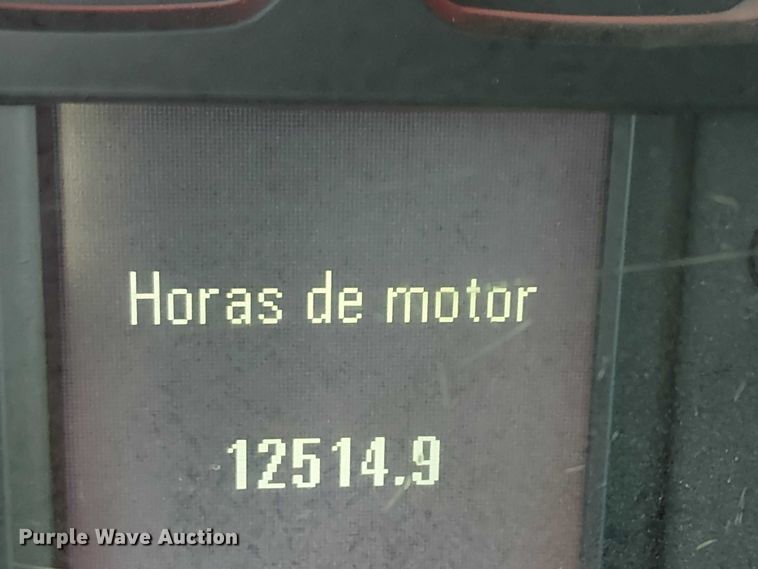 Horas de motor
12514.9
Purple Wave Auction